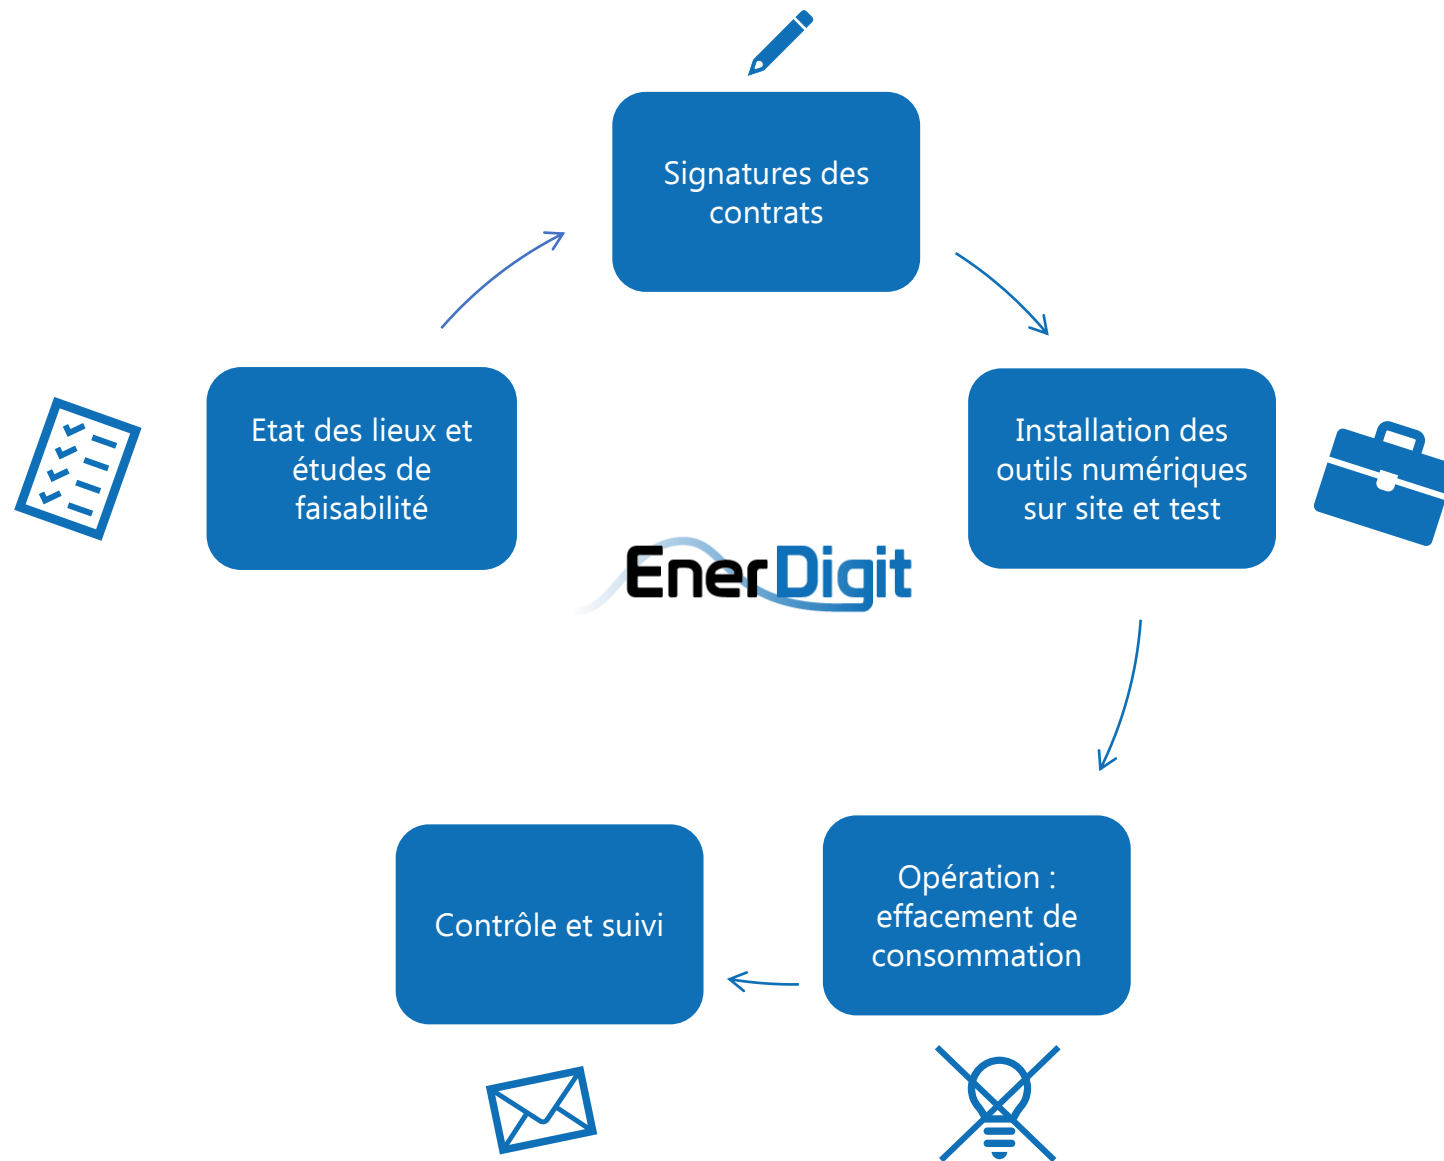 Signatures des
contrats
Etat des lieux et
études de
faisabilité
Installation des
outils numériques
sur site et test
EnerDigit
Opération :
effacement de
consommation
Contrôle et suivi